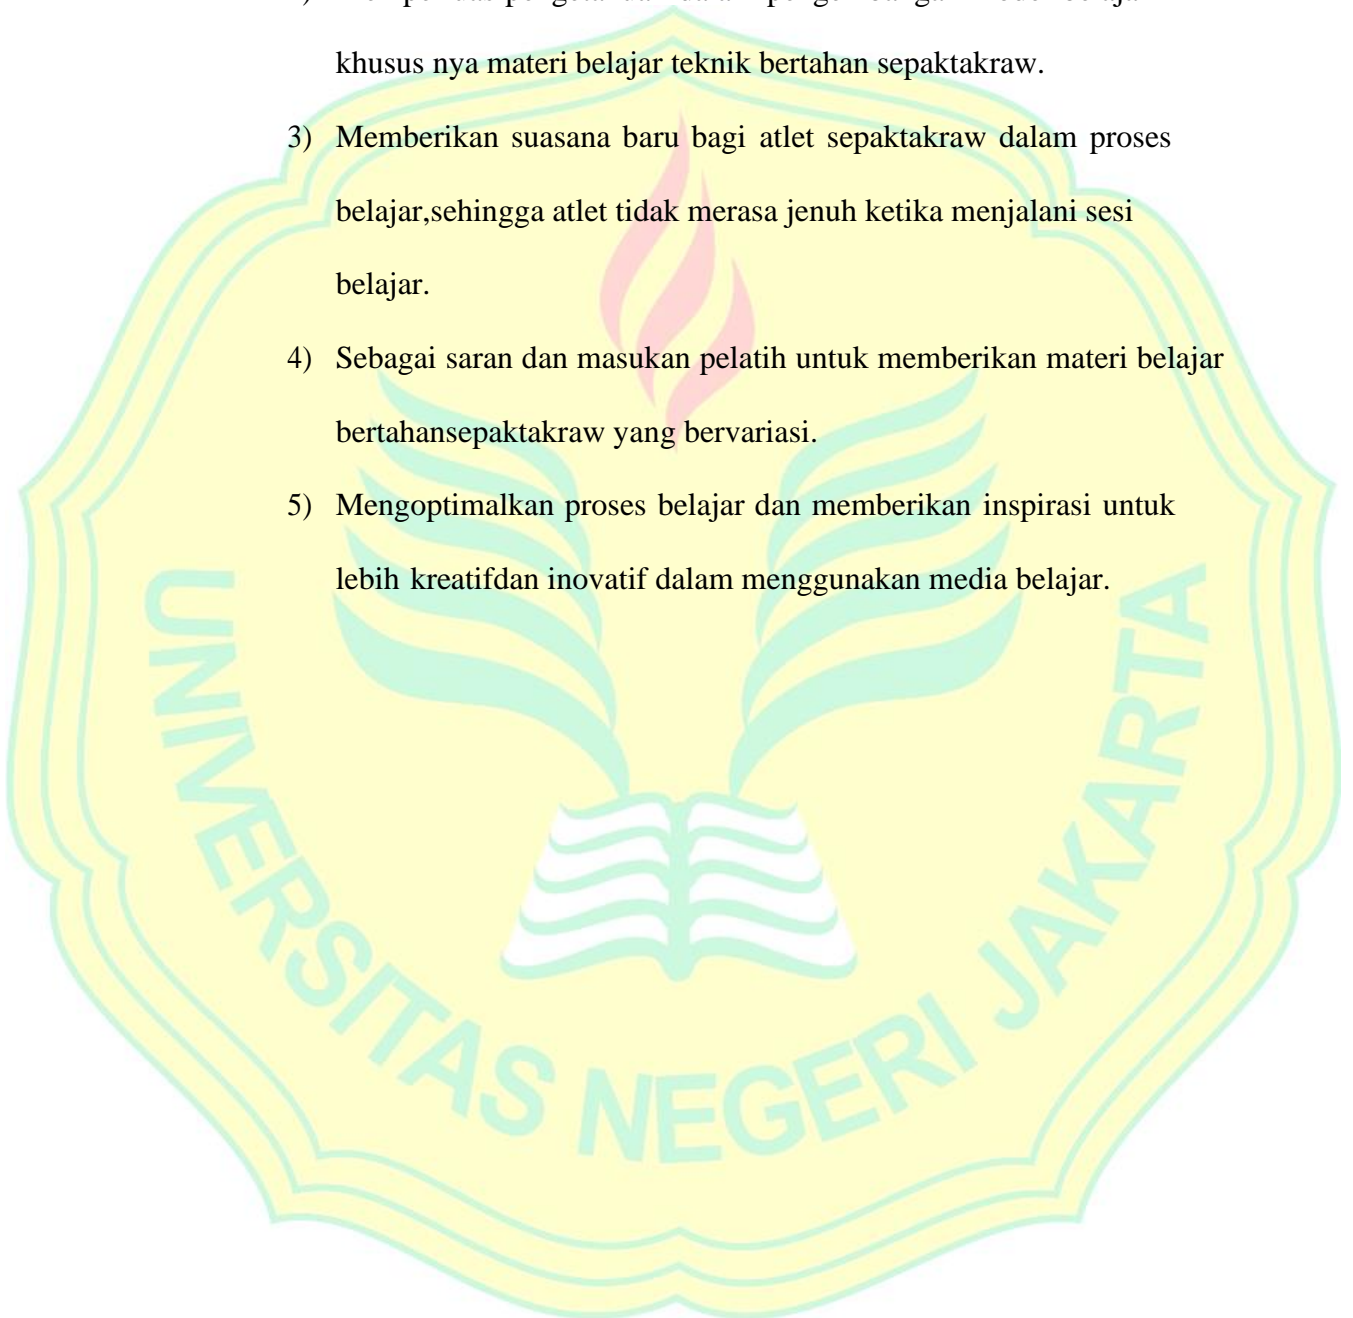 khusus nya materi belajar teknik bertahan sepaktakraw.
3) Memberikan suasana baru bagi atlet sepaktakraw dalam proses
belajar,sehingga atlet tidak merasa jenuh ketika menjalani sesi
belajar.
4) Sebagai saran dan masukan pelatih untuk memberikan materi belajar
bertahansepaktakraw yang bervariasi.
5) Mengoptimalkan proses belajar dan memberikan inspirasi untuk
lebih kreatifdan inovatif dalam menggunakan media belajar.
UNIVERSITAS NEGERI JAKARTA